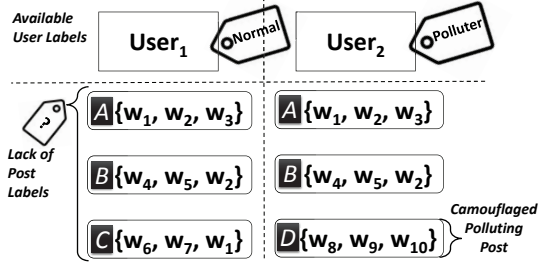 Available
User Labels
User₁
Normal
User₂
Polluter
?
Lack of
Post
Labels
A {w₁, w₂, w₃}
A {w₁, w₂, w₃}
B {w₄, w₅, w₂}
B {w₄, w₅, w₂}
C {w₆, w₇, w₁}
D {w₈, w₉, w₁₀}
Camouflaged
Polluting
Post